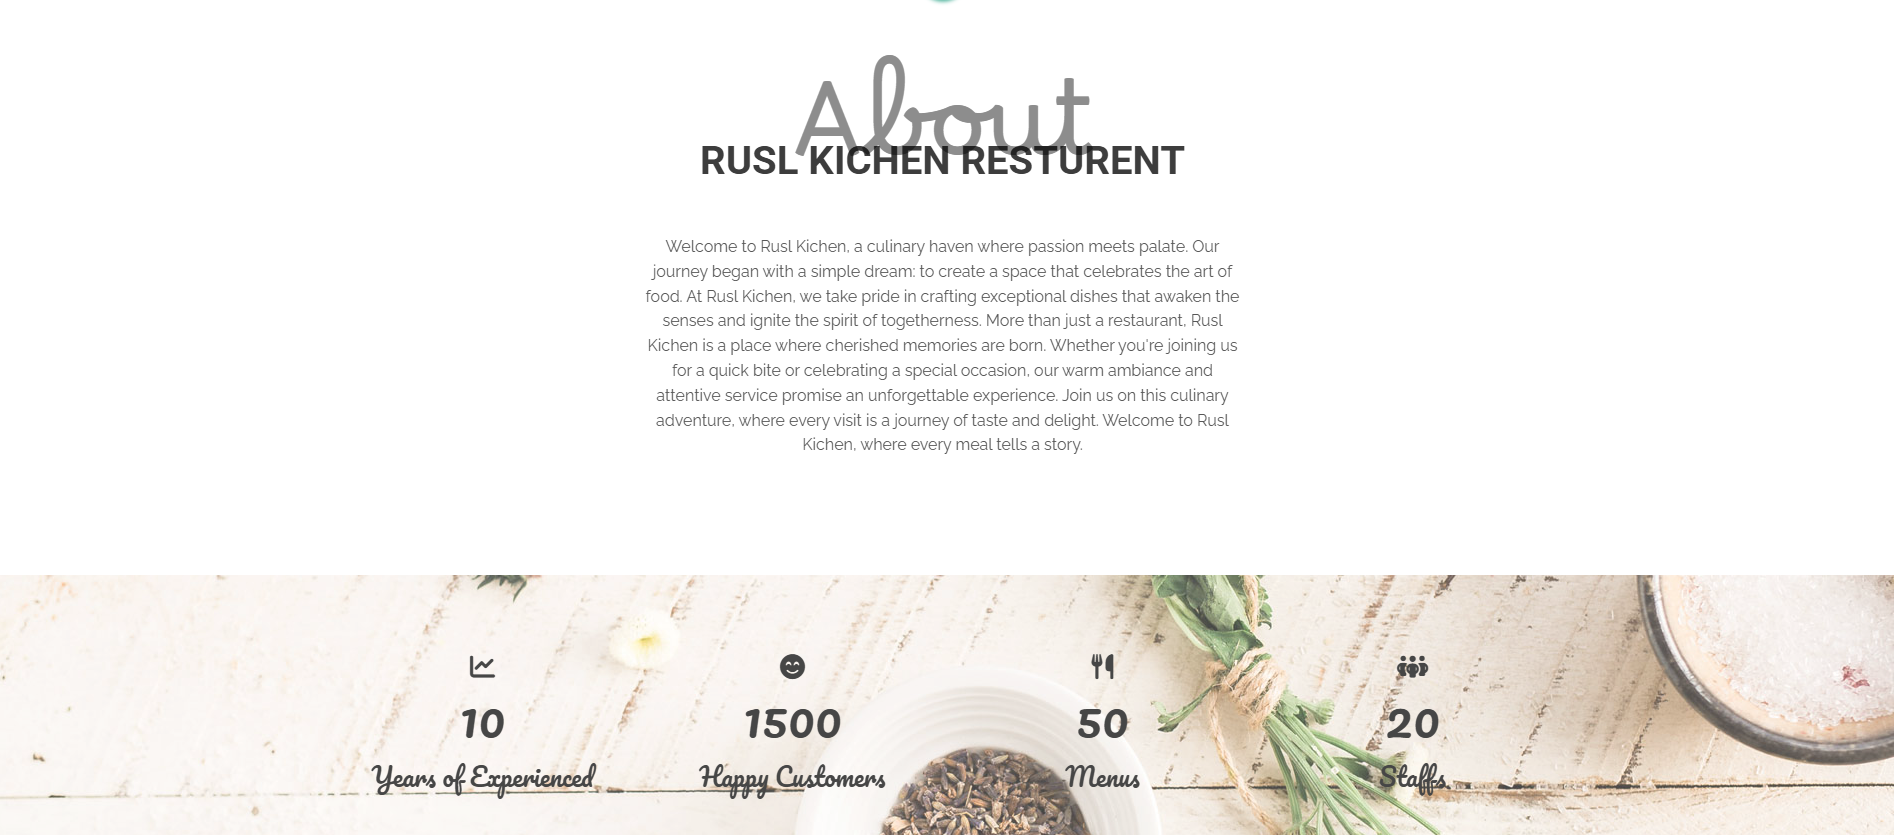 About
RUSL KICHEN RESTURENT
Welcome to Rusl Kichen, a culinary haven where passion meets palate. Our
journey began with a simple dream: to create a space that celebrates the art of
food. At Rusl Kichen, we take pride in crafting exceptional dishes that awaken the
senses and ignite the spirit of togetherness. More than just a restaurant, Rusl
Kichen is a place where cherished memories are born. Whether you're joining us
for a quick bite or celebrating a special occasion, our warm ambiance and
attentive service promise an unforgettable experience. Join us on this culinary
adventure, where every visit is a journey of taste and delight. Welcome to Rusl
Kichen, where every meal tells a story.
10
Years of Experienced
1500
Happy Customers
50
Menus
20
Staffs